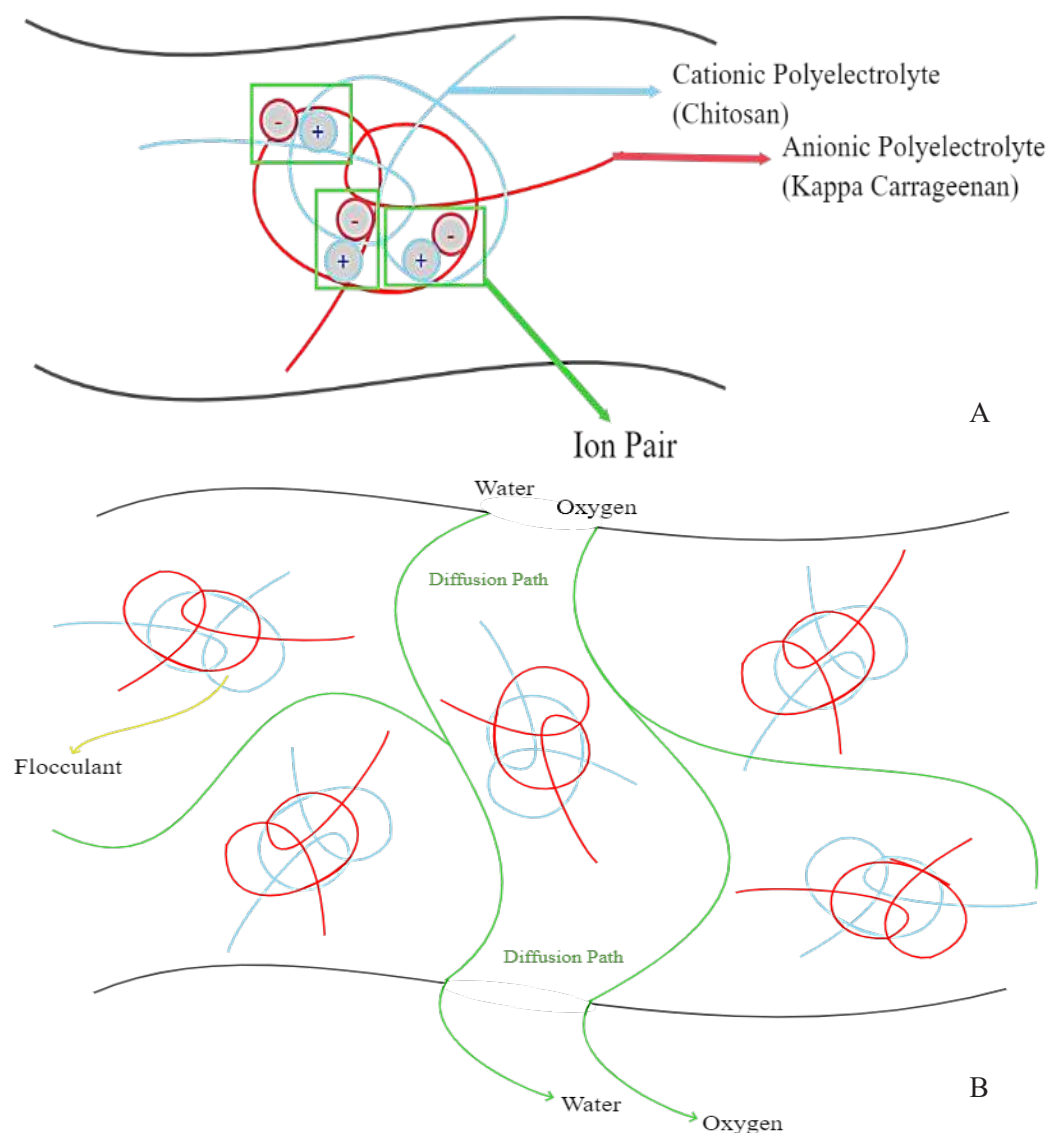 Cationic Polyelectrolyte
(Chitosan)
Anionic Polyelectrolyte
(Kappa Carrageenan)
-
+
-
+
-
+
A
Ion Pair
Water
Oxygen
Diffusion Path
Flocculant
Diffusion Path
Water
Oxygen
B